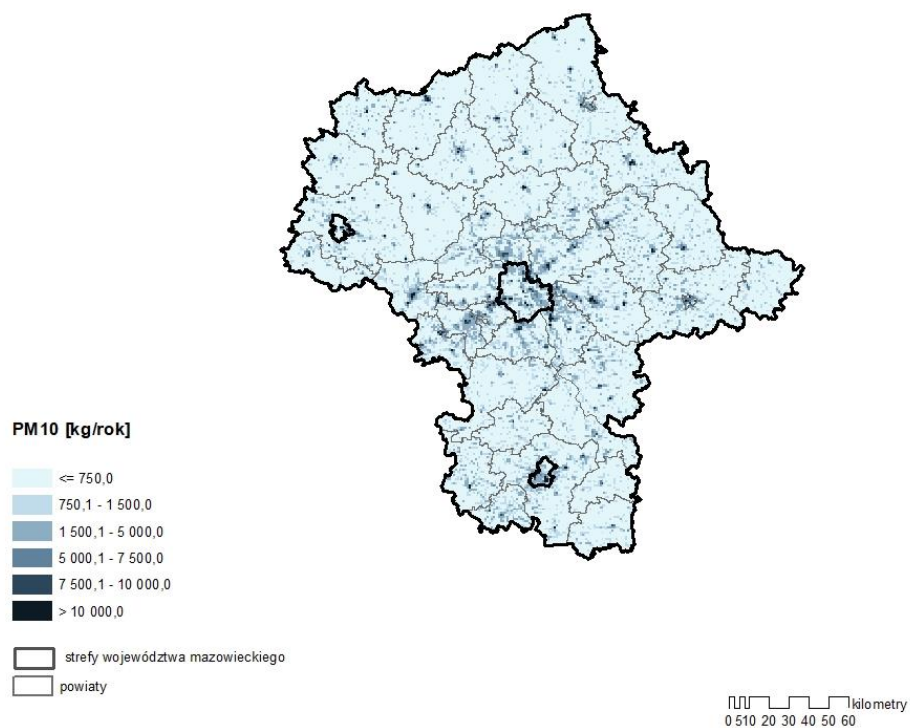 PM10 [kg/rok]
<= 750,0
750,1 - 1 500,0
1 500,1 - 5 000,0
5 000,1 - 7 500,0
7 500,1 - 10 000,0
> 10 000,0
strefy województwa mazowieckiego
powiaty
kilometry
0 510 20 30 40 50 60